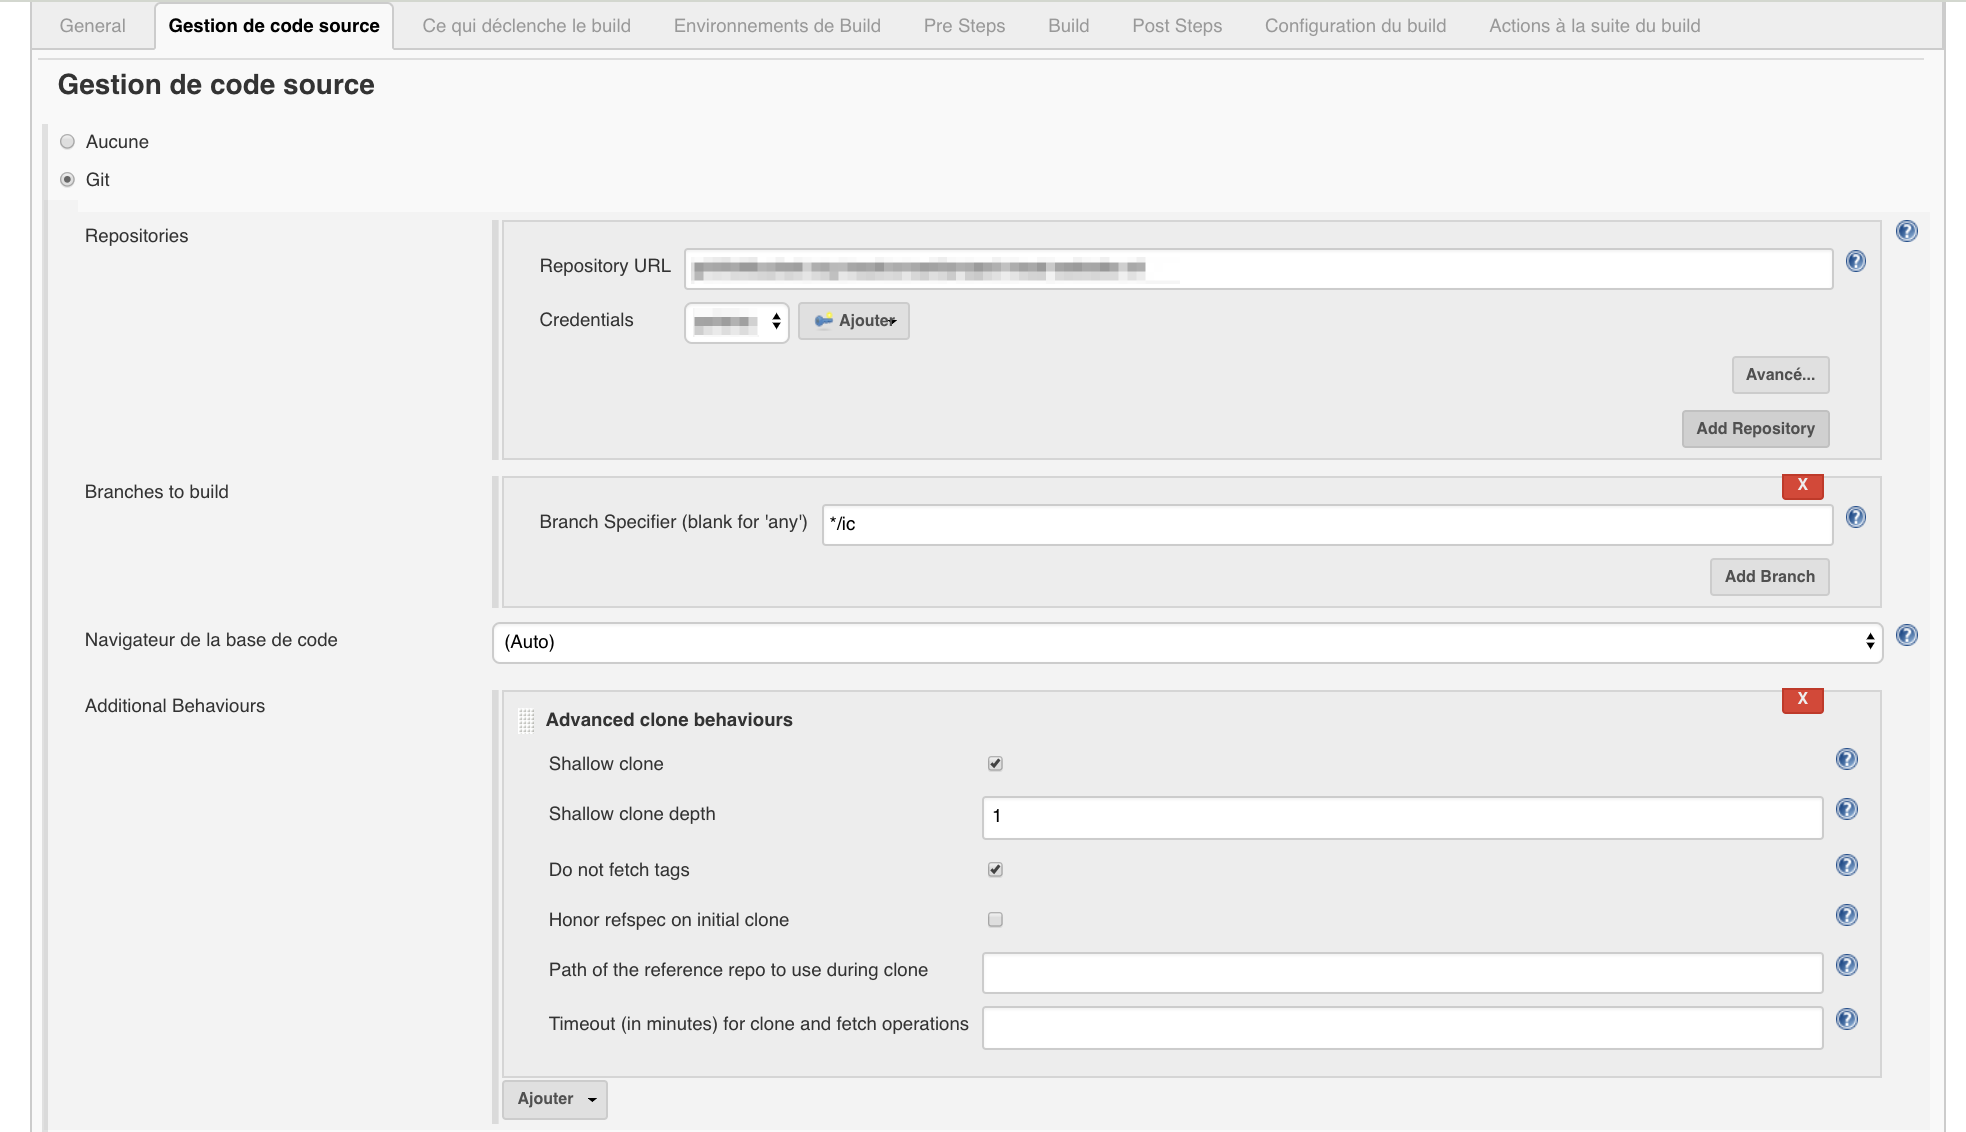 General Gestion de code source Ce qui déclenche le build Environnements de Build Pre Steps Build Post Steps Configuration du build Actions à la suite du build
Gestion de code source
Aucune
Git
Repositories
Repository URL
Credentials Ajouter
Avancé...
Add Repository
Branches to build
X
Branch Specifier (blank for 'any') */ic
Add Branch
Navigateur de la base de code (Auto)
Additional Behaviours
X
Advanced clone behaviours
Shallow clone
Shallow clone depth 1
Do not fetch tags
Honor refspec on initial clone
Path of the reference repo to use during clone
Timeout (in minutes) for clone and fetch operations
Ajouter